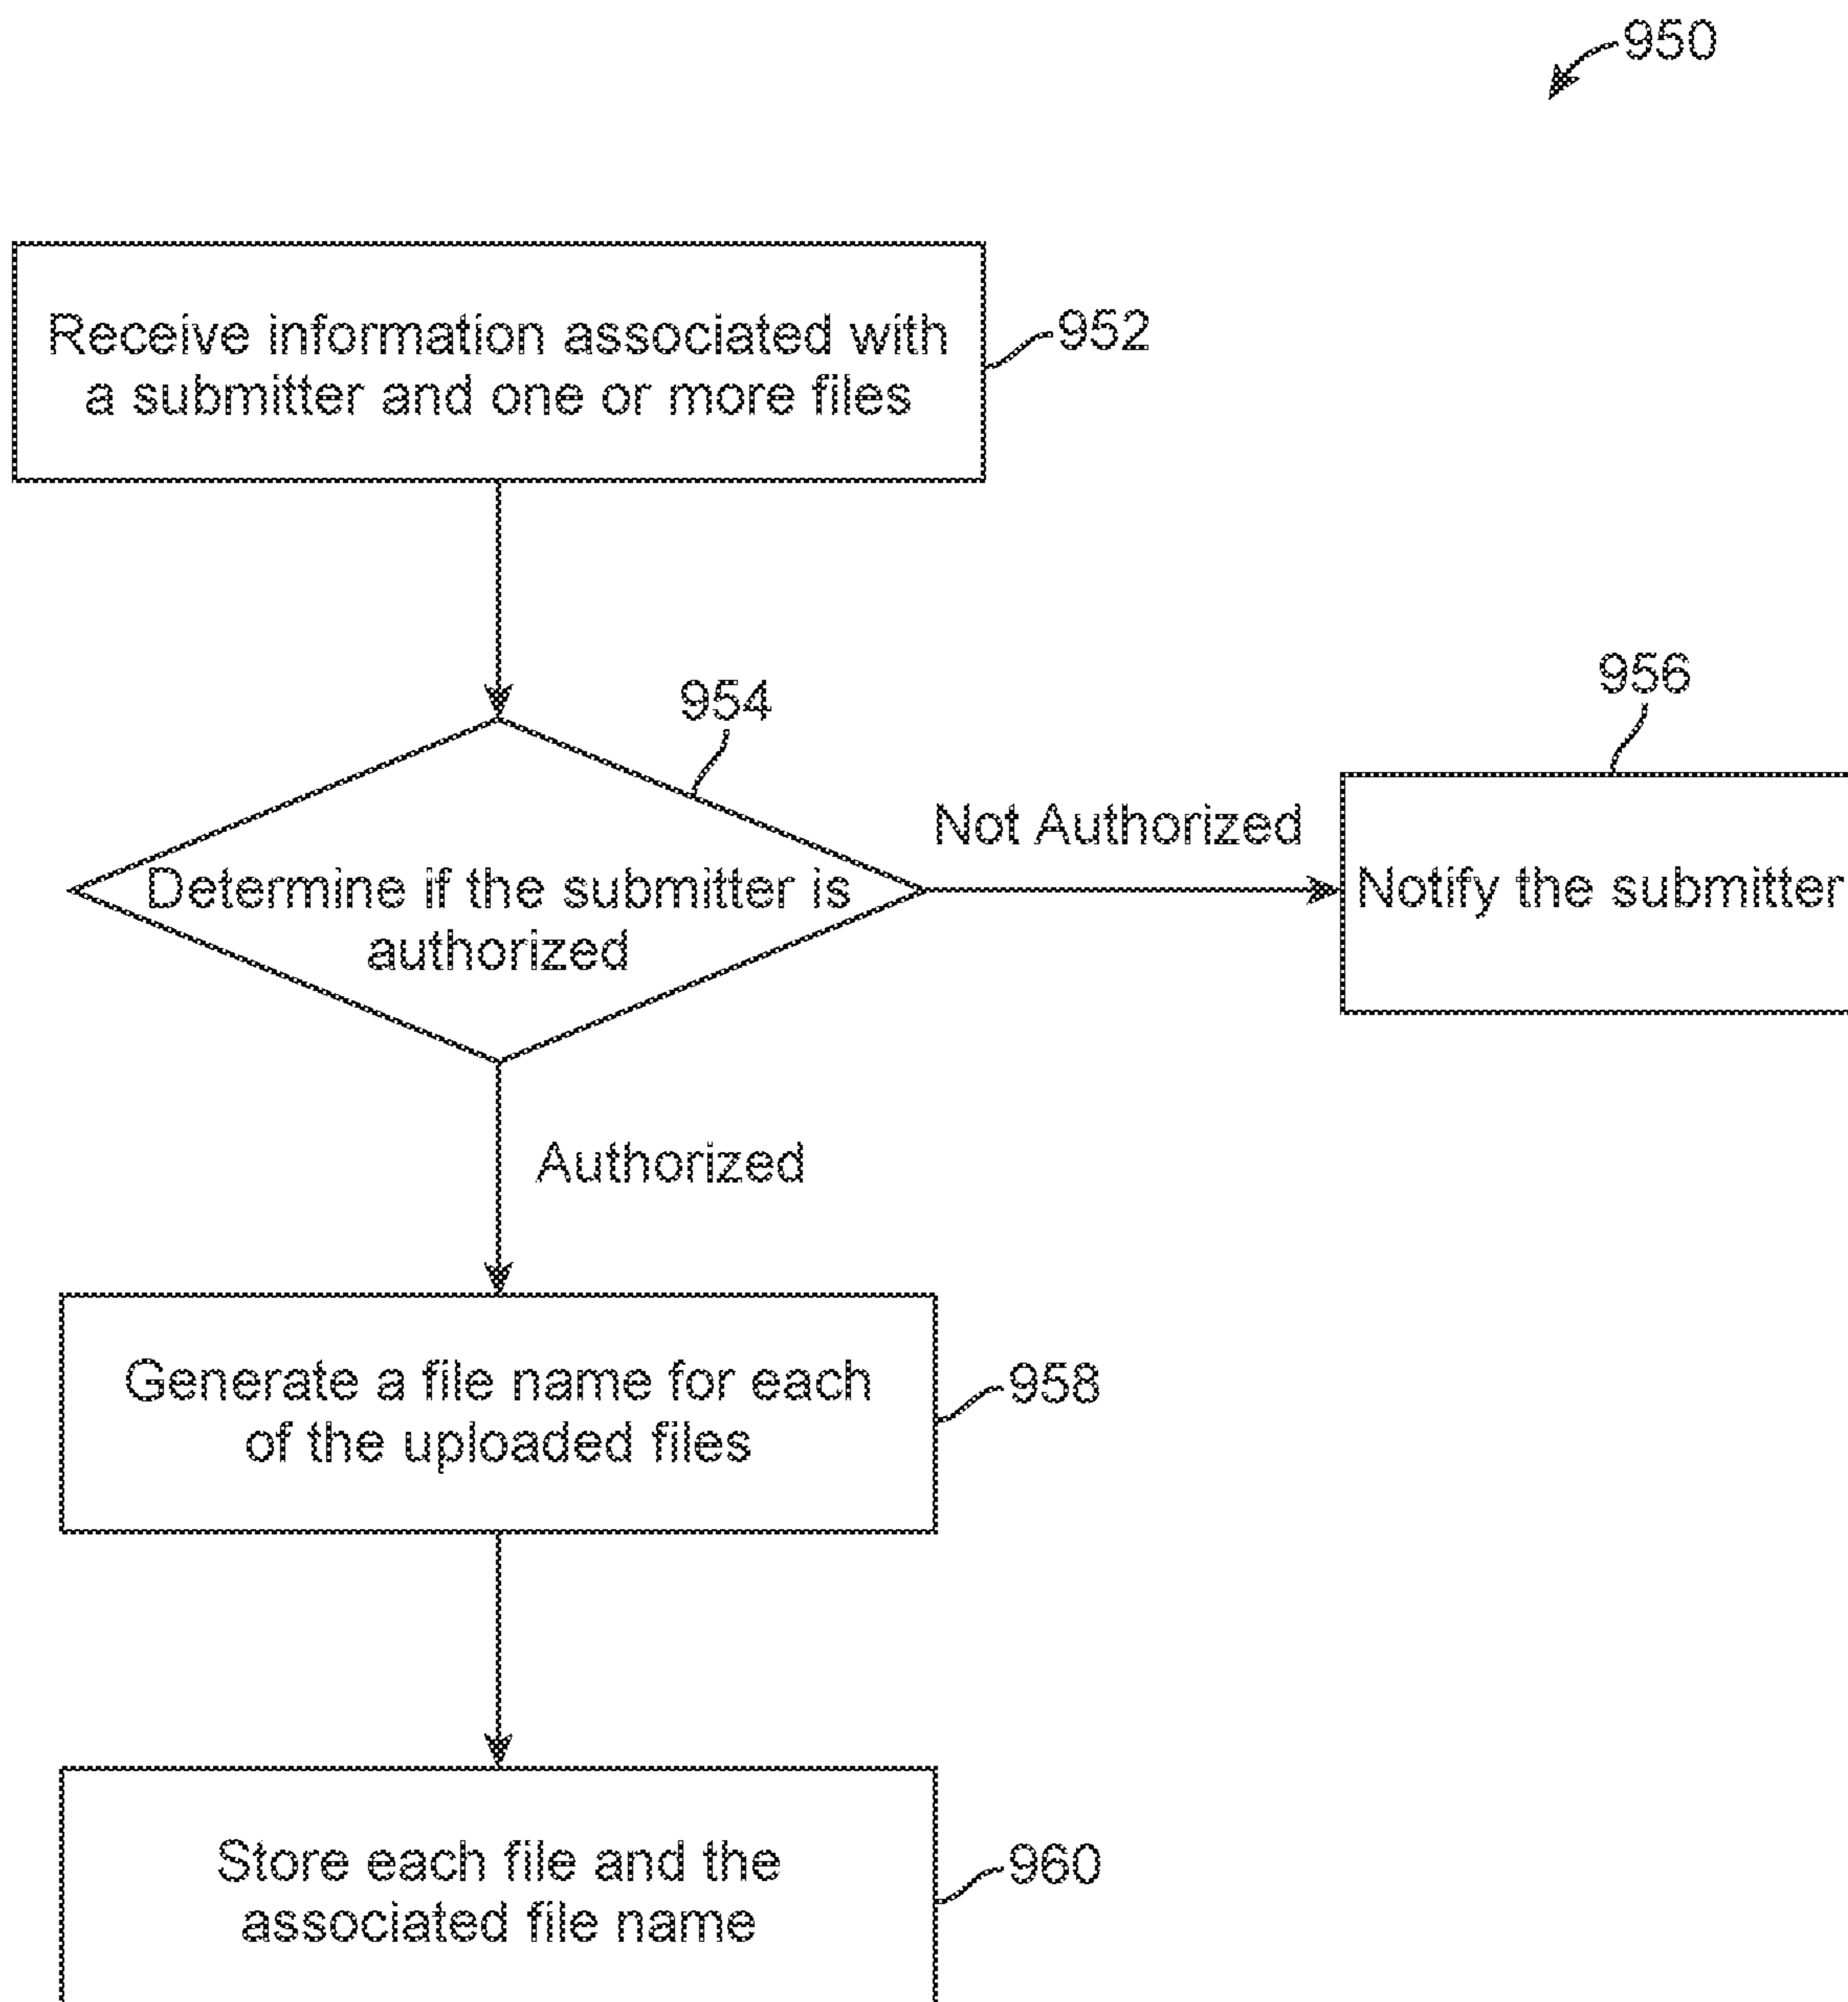 950
Receive information associated with
a submitter and one or more files
952
954
Determine if the submitter is
authorized
Not Authorized
956
Notify the submitter
Authorized
Generate a file name for each
of the uploaded files
958
Store each file and the
associated file name
960